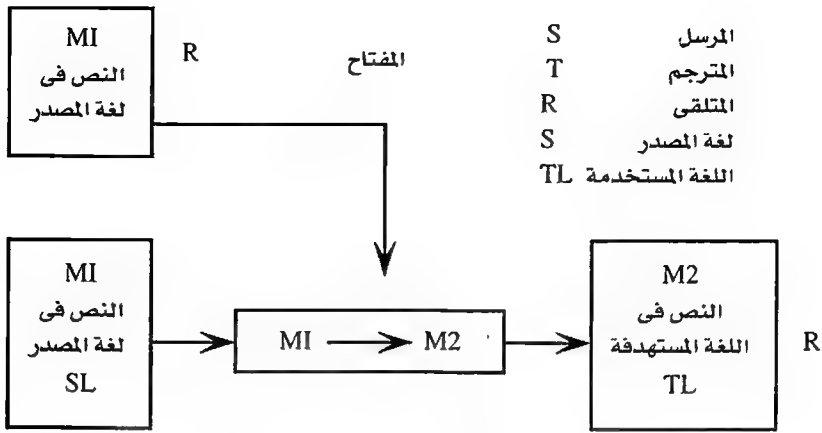 MI
النص فى
لغة المصدر
R
المفتاح
المرسل S
المترجم T
المتلقى R
لغة المصدر S
اللغة المستخدمة TL
MI
النص فى
لغة المصدر
SL
MI → M2
M2
النص فى
اللغة المستهدفة
TL
R